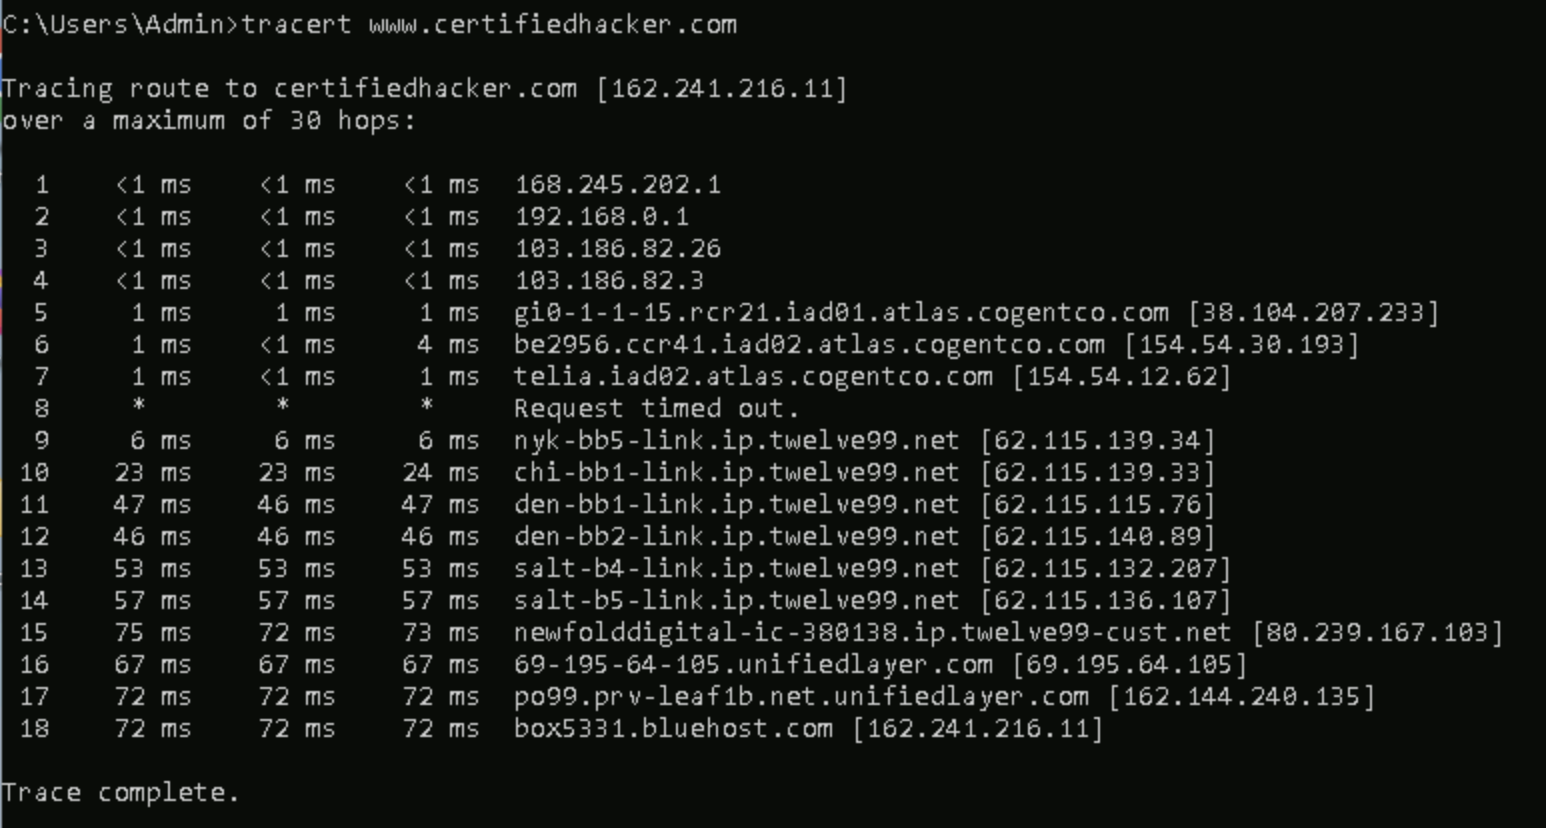 C:\Users\Admin>tracert www.certifiedhacker.com
Tracing route to certifiedhacker.com [162.241.216.11]
over a maximum of 30 hops:
1 <1 ms <1 ms <1 ms 168.245.202.1
2 <1 ms <1 ms <1 ms 192.168.0.1
3 <1 ms <1 ms <1 ms 103.186.82.26
4 <1 ms <1 ms <1 ms 103.186.82.3
5 1 ms 1 ms 1 ms gi0-1-1-15.rcr21.iad01.atlas.cogentco.com [38.104.207.233]
6 1 ms <1 ms 4 ms be2956.ccr41.iad02.atlas.cogentco.com [154.54.30.193]
7 1 ms <1 ms 1 ms telia.iad02.atlas.cogentco.com [154.54.12.62]
8 * * * Request timed out.
9 6 ms 6 ms 6 ms nyk-bb5-link.ip.twelve99.net [62.115.139.34]
10 23 ms 23 ms 24 ms chi-bb1-link.ip.twelve99.net [62.115.139.33]
11 47 ms 46 ms 47 ms den-bb1-link.ip.twelve99.net [62.115.115.76]
12 46 ms 46 ms 46 ms den-bb2-link.ip.twelve99.net [62.115.140.89]
13 53 ms 53 ms 53 ms salt-b4-link.ip.twelve99.net [62.115.132.207]
14 57 ms 57 ms 57 ms salt-b5-link.ip.twelve99.net [62.115.136.107]
15 75 ms 72 ms 73 ms newfolddigital-ic-380138.ip.twelve99-cust.net [80.239.167.103]
16 67 ms 67 ms 67 ms 69-195-64-105.unifiedlayer.com [69.195.64.105]
17 72 ms 72 ms 72 ms po99.prv-leaf1b.net.unifiedlayer.com [162.144.240.135]
18 72 ms 72 ms 72 ms box5331.bluehost.com [162.241.216.11]
Trace complete.